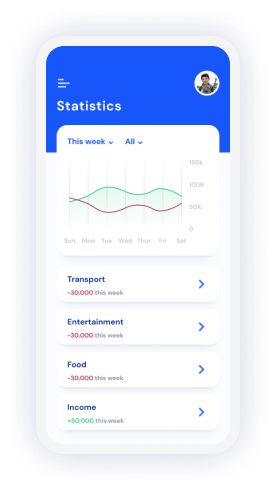 Statistics
This week All
150k
100K
50K
0
Sun Mon Tue Wed Thur Fri Sat
Transport
-30,000 this week
Entertainment
-30,000 this week
Food
-30,000 this week
Income
+50,000 this week